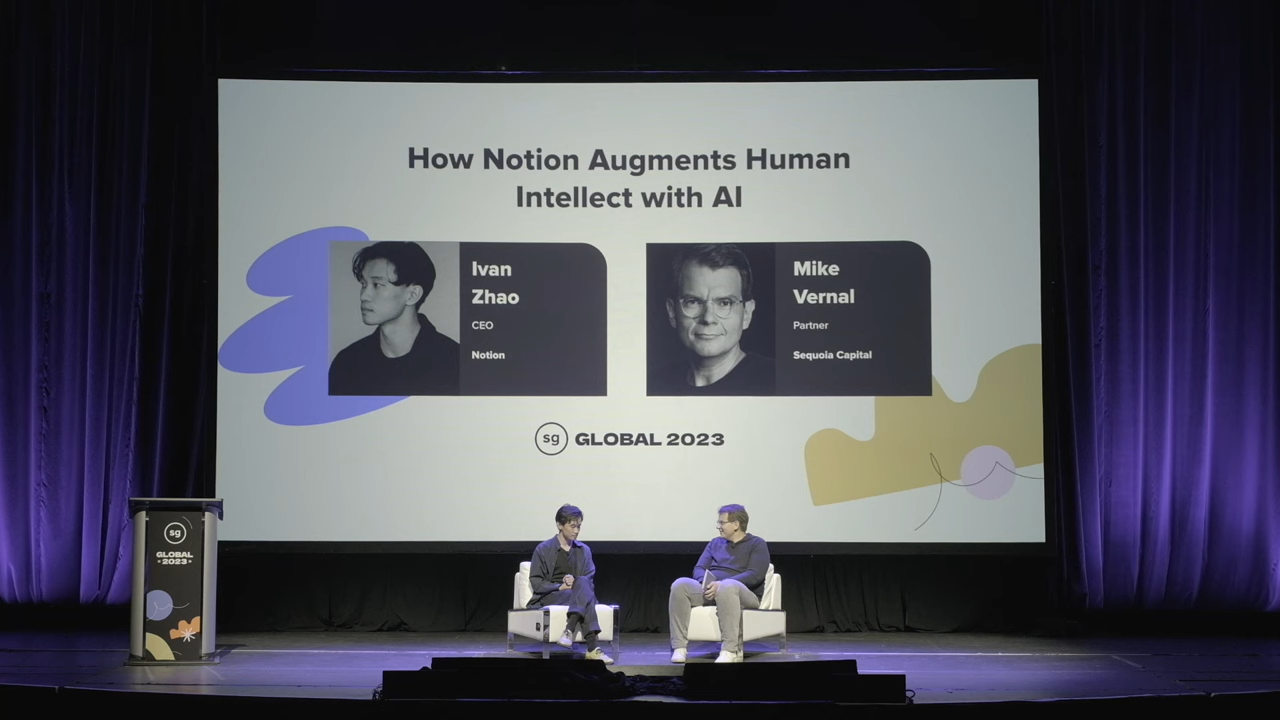 How Notion Augments Human
Intellect with AI
Ivan
Zhao
CEO
Notion
Mike
Vernal
Partner
Sequoia Capital
sg GLOBAL 2023
sg
GLOBAL
2023